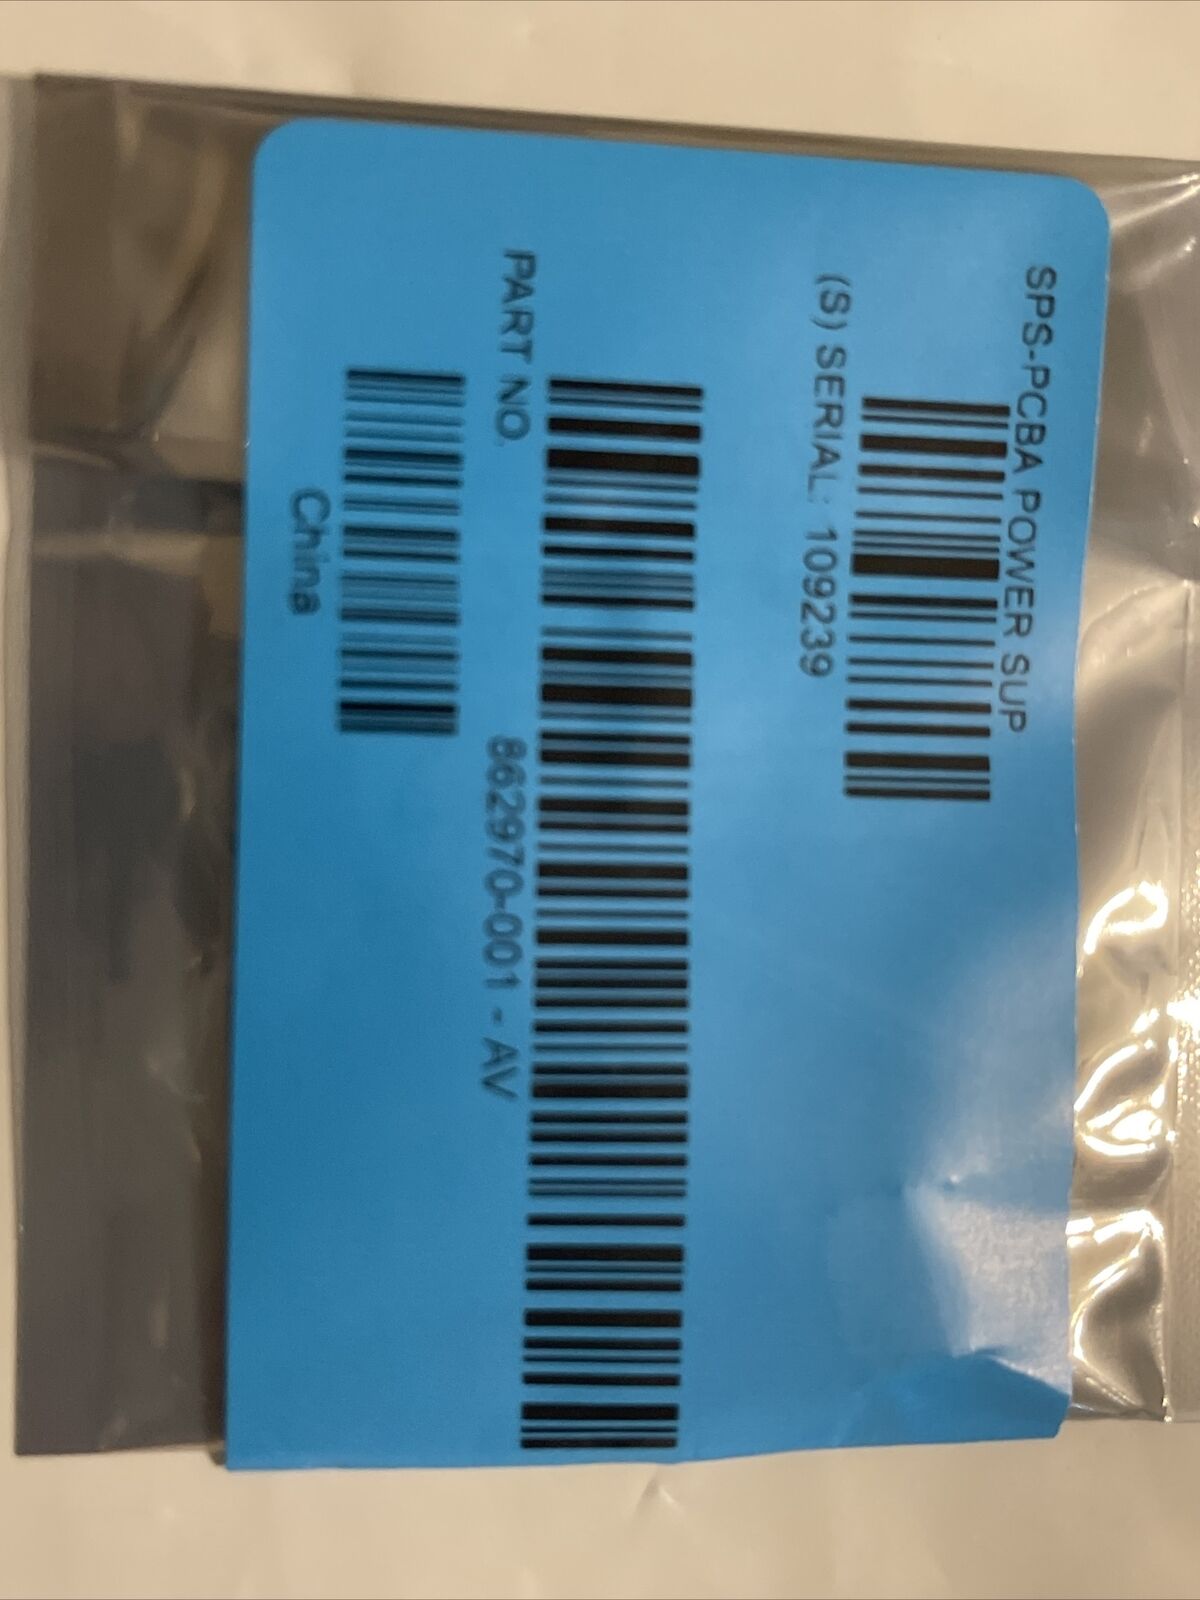 SPS-PCBA POWER SUP
(S) SERIAL: 109239
PART NO.
862970-001 - AV
China